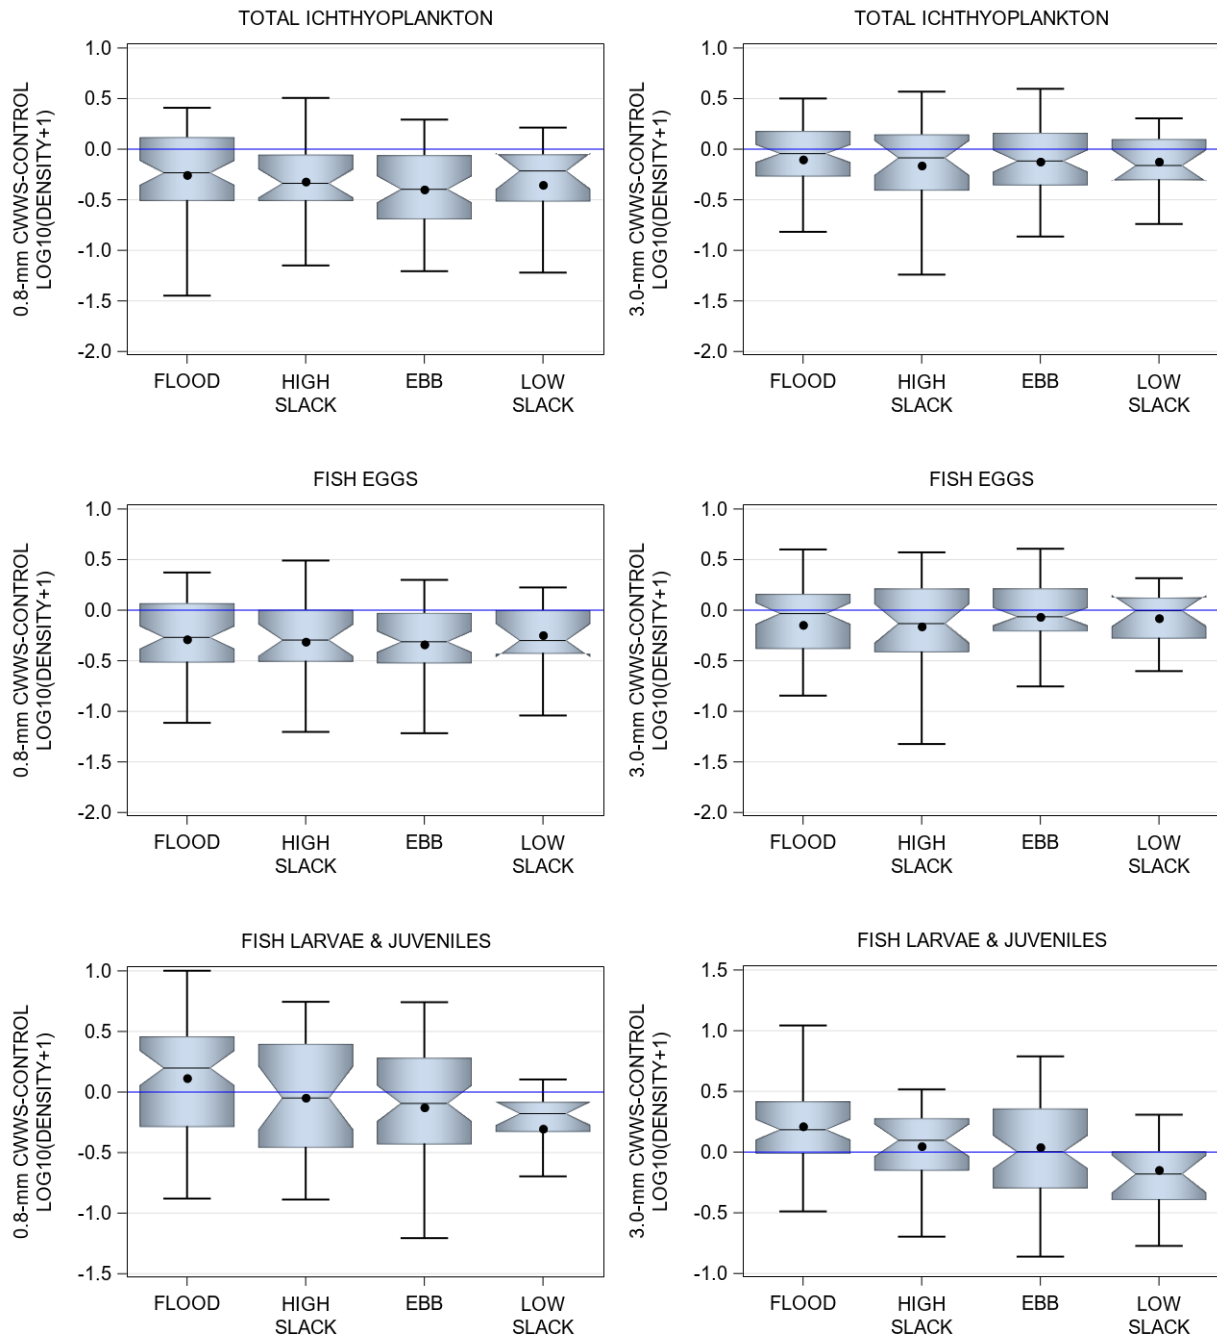 TOTAL ICHTHYOPLANKTON
0.8-mm CWWS-CONTROL
LOG10(DENSITY+1)
1.0
0.5
0.0
-0.5
-1.0
-1.5
-2.0
FLOOD
HIGH
SLACK
EBB
LOW
SLACK
TOTAL ICHTHYOPLANKTON
3.0-mm CWWS-CONTROL
LOG10(DENSITY+1)
1.0
0.5
0.0
-0.5
-1.0
-1.5
-2.0
FLOOD
HIGH
SLACK
EBB
LOW
SLACK
FISH EGGS
0.8-mm CWWS-CONTROL
LOG10(DENSITY+1)
1.0
0.5
0.0
-0.5
-1.0
-1.5
-2.0
FLOOD
HIGH
SLACK
EBB
LOW
SLACK
FISH EGGS
3.0-mm CWWS-CONTROL
LOG10(DENSITY+1)
1.0
0.5
0.0
-0.5
-1.0
-1.5
-2.0
FLOOD
HIGH
SLACK
EBB
LOW
SLACK
FISH LARVAE & JUVENILES
0.8-mm CWWS-CONTROL
LOG10(DENSITY+1)
1.0
0.5
0.0
-0.5
-1.0
-1.5
FLOOD
HIGH
SLACK
EBB
LOW
SLACK
FISH LARVAE & JUVENILES
3.0-mm CWWS-CONTROL
LOG10(DENSITY+1)
1.5
1.0
0.5
0.0
-0.5
-1.0
FLOOD
HIGH
SLACK
EBB
LOW
SLACK